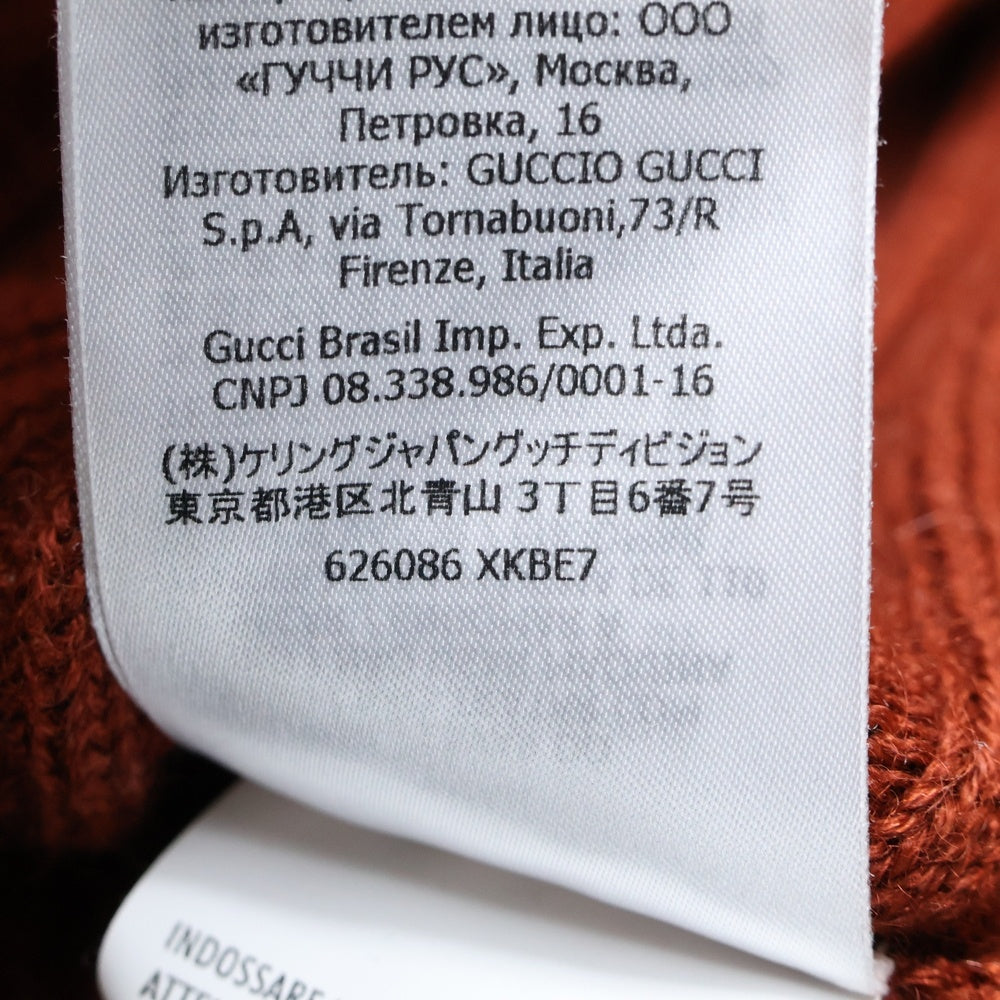 изготовителем лицо: ООО
«ГУЧЧИ РУС», Москва,
Петровка, 16
Изготовитель: GUCCIO GUCCI
S.p.A, via Tornabuoni,73/R
Firenze, Italia
Gucci Brasil Imp. Exp. Ltda.
CNPJ 08.338.986/0001-16
(株)ケリングジャパングッチディビジョン
東京都港区北青山 3丁目6番7号
626086 XKBE7
INDOSSARE